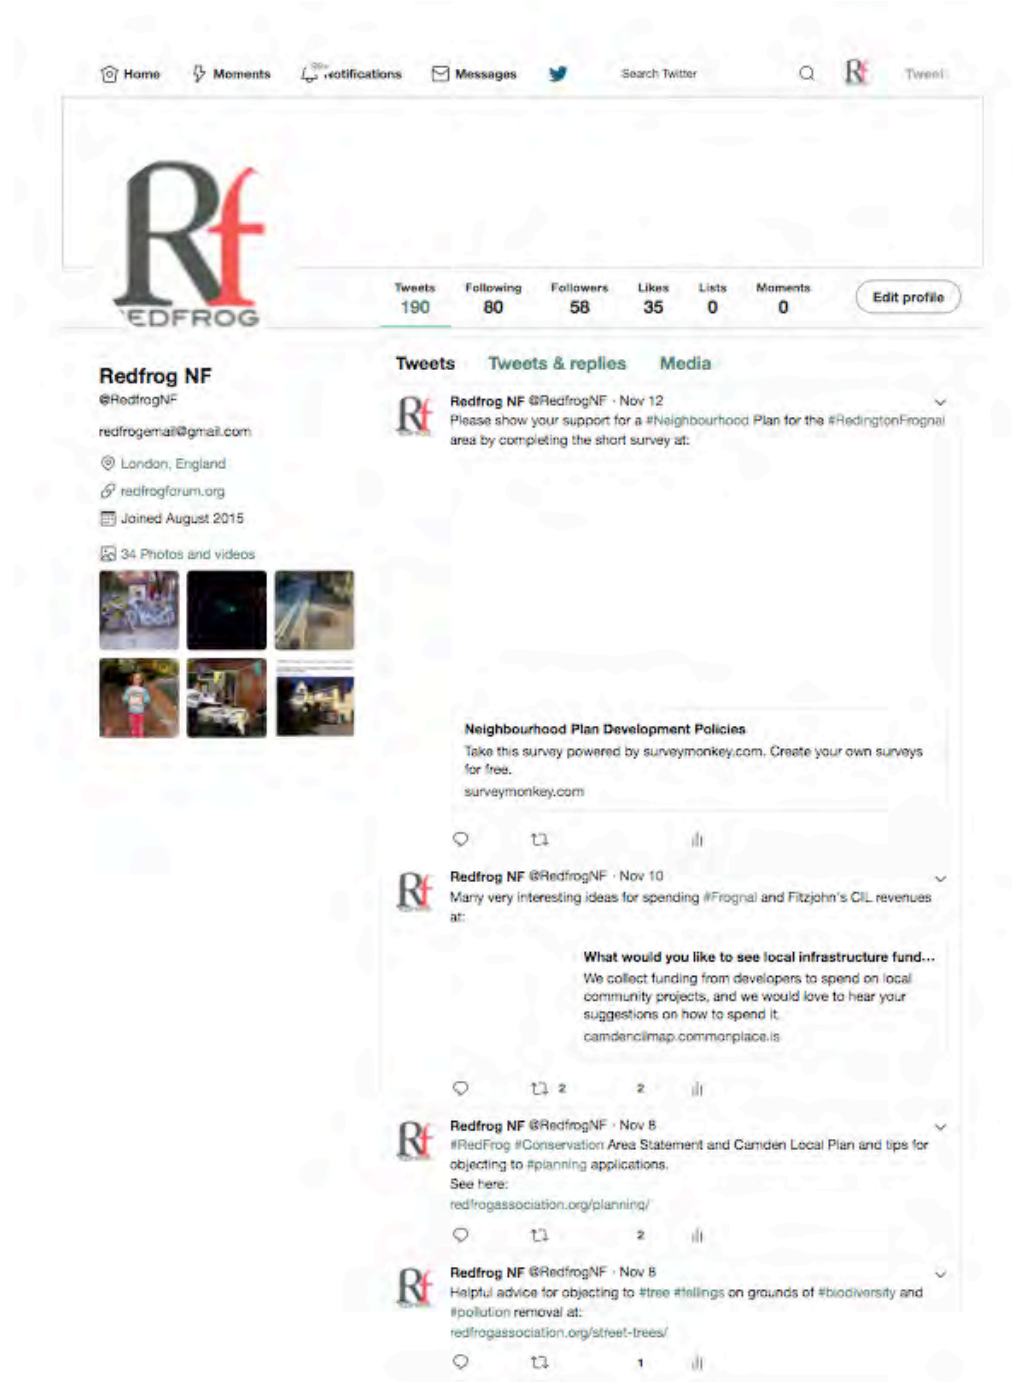 Home Moments 99+ Notifications Messages Search Twitter Tweet
Rf
EDFROG
Tweets Following Followers Likes Lists Moments
190 80 58 35 0 0
Edit profile
Redfrog NF
@RedfrogNF
redfrogemail@gmail.com
London, England
redfrogforum.org
Joined August 2015
34 Photos and videos
Tweets Tweets & replies Media
Redfrog NF @RedfrogNF · Nov 12
Please show your support for a #Neighbourhood Plan for the #RedingtonFrognal
area by completing the short survey at:
Neighbourhood Plan Development Policies
Take this survey powered by surveymonkey.com. Create your own surveys
for free.
surveymonkey.com
Redfrog NF @RedfrogNF · Nov 10
Many very interesting ideas for spending #Frognal and Fitzjohn's CIL revenues
at:
What would you like to see local infrastructure fund...
We collect funding from developers to spend on local
community projects, and we would love to hear your
suggestions on how to spend it.
camdencilmap.commonplace.is
2 2
Redfrog NF @RedfrogNF · Nov 8
#RedFrog #Conservation Area Statement and Camden Local Plan and tips for
objecting to #planning applications.
See here:
redfrogassociation.org/planning/
2
Redfrog NF @RedfrogNF · Nov 8
Helpful advice for objecting to #tree #fellings on grounds of #biodiversity and
#pollution removal at:
redfrogassociation.org/street-trees/
1